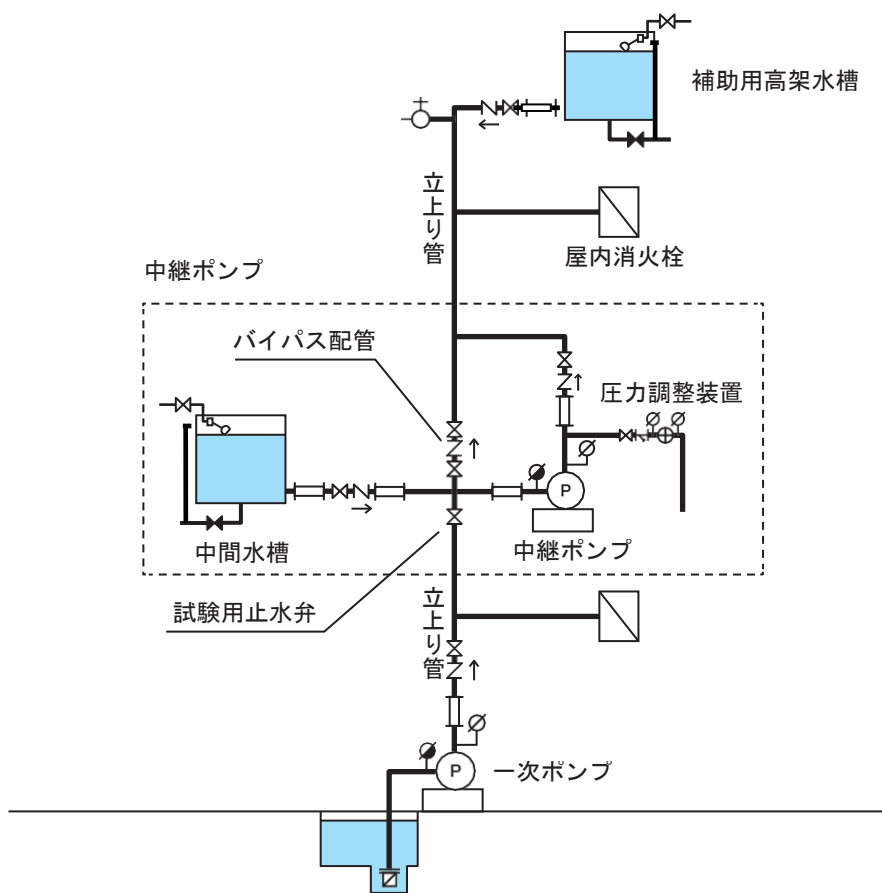 補助用高架水槽
立上り管
屋内消火栓
中継ポンプ
バイパス配管
圧力調整装置
P
中間水槽
中継ポンプ
試験用止水弁
立上り管
P
一次ポンプ